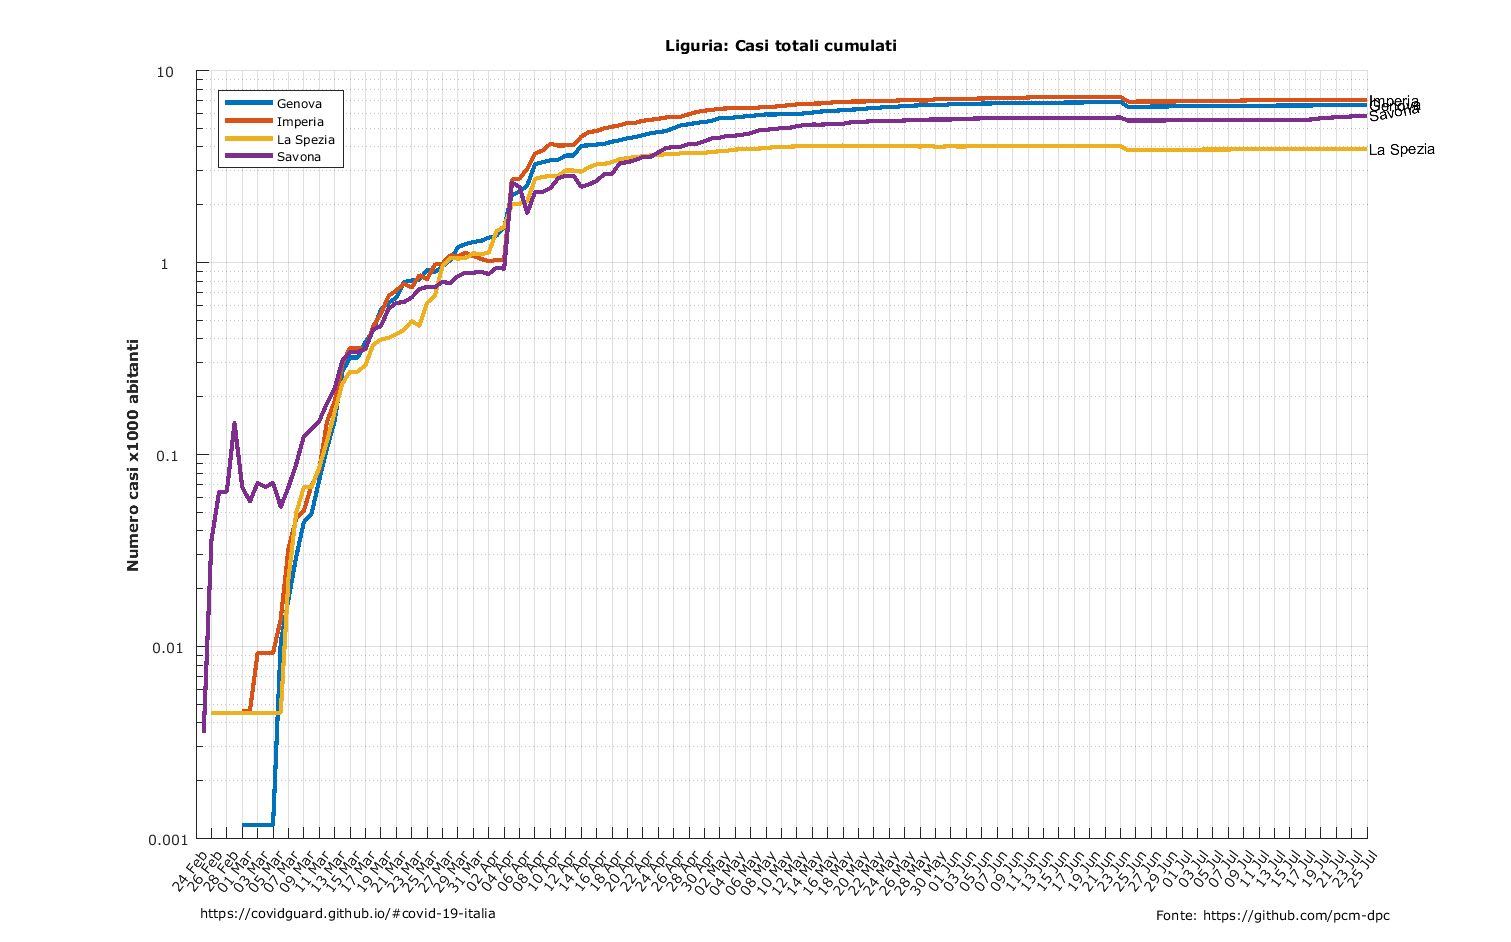 Liguria: Casi totali cumulati
10
1
0.1
0.01
0.001
Numero casi x1000 abitanti
Genova
Imperia
La Spezia
Savona
Imperia
Genova
Savona
La Spezia
24 Feb
26 Feb
28 Feb
01 Mar
03 Mar
05 Mar
07 Mar
09 Mar
11 Mar
13 Mar
15 Mar
17 Mar
19 Mar
21 Mar
23 Mar
25 Mar
27 Mar
29 Mar
31 Mar
02 Apr
04 Apr
06 Apr
08 Apr
10 Apr
12 Apr
14 Apr
16 Apr
18 Apr
20 Apr
22 Apr
24 Apr
26 Apr
28 Apr
30 Apr
02 May
04 May
06 May
08 May
10 May
12 May
14 May
16 May
18 May
20 May
22 May
24 May
26 May
28 May
30 May
01 Jun
03 Jun
05 Jun
07 Jun
09 Jun
11 Jun
13 Jun
15 Jun
17 Jun
19 Jun
21 Jun
23 Jun
25 Jun
27 Jun
29 Jun
01 Jul
03 Jul
05 Jul
07 Jul
09 Jul
11 Jul
13 Jul
15 Jul
17 Jul
19 Jul
21 Jul
23 Jul
25 Jul
https://covidguard.github.io/#covid-19-italia
Fonte: https://github.com/pcm-dpc